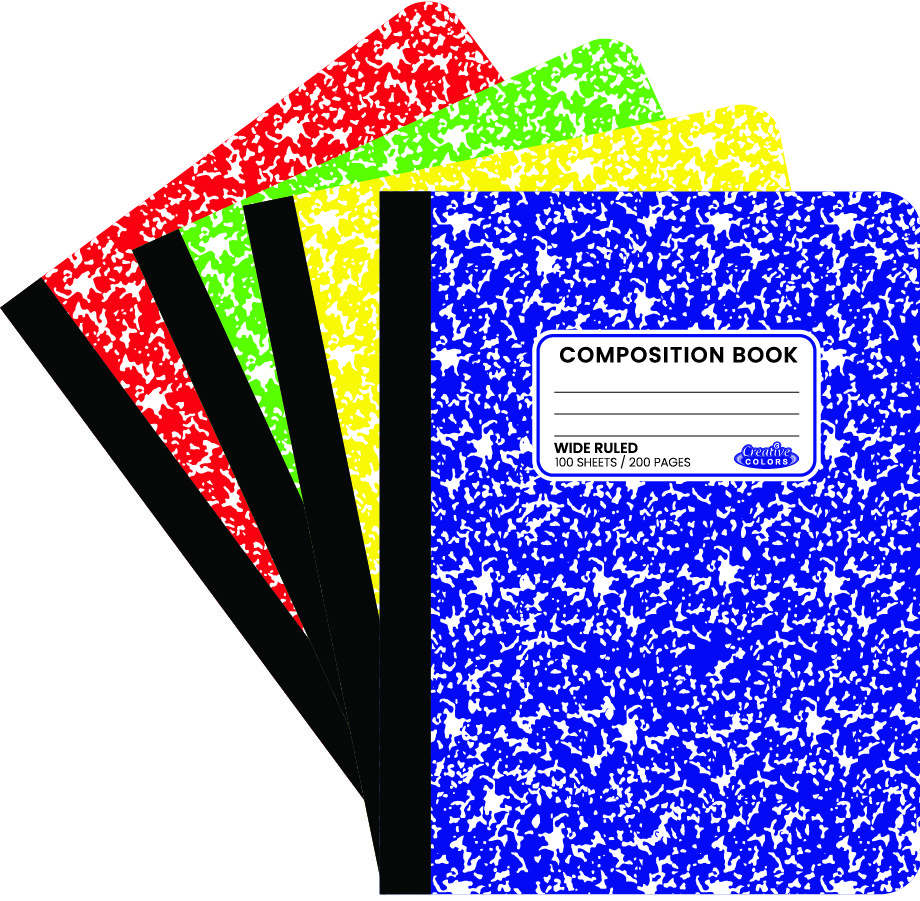 COMPOSITION BOOK
WIDE RULED
100 SHEETS / 200 PAGES
Creative
COLORS